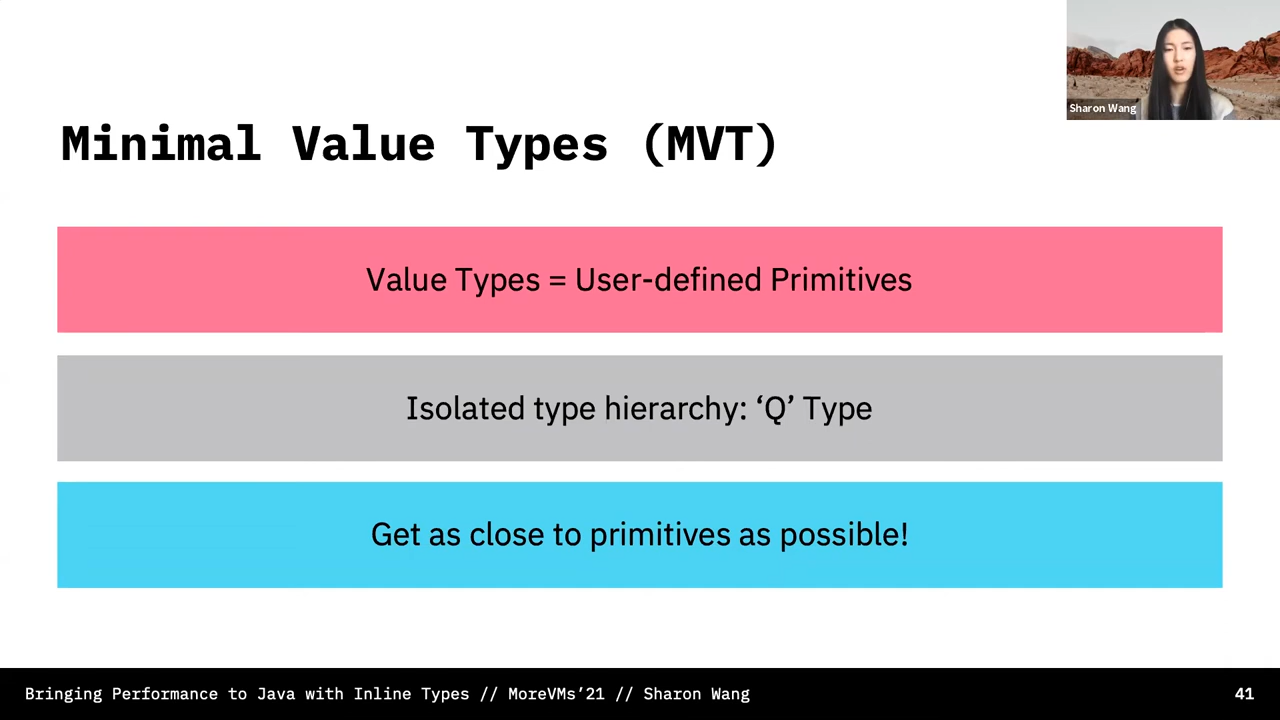 Sharon Wang
Minimal Value Types (MVT)
Value Types = User-defined Primitives
Isolated type hierarchy: ‘Q’ Type
Get as close to primitives as possible!
Bringing Performance to Java with Inline Types // MoreVMs’21 // Sharon Wang
41